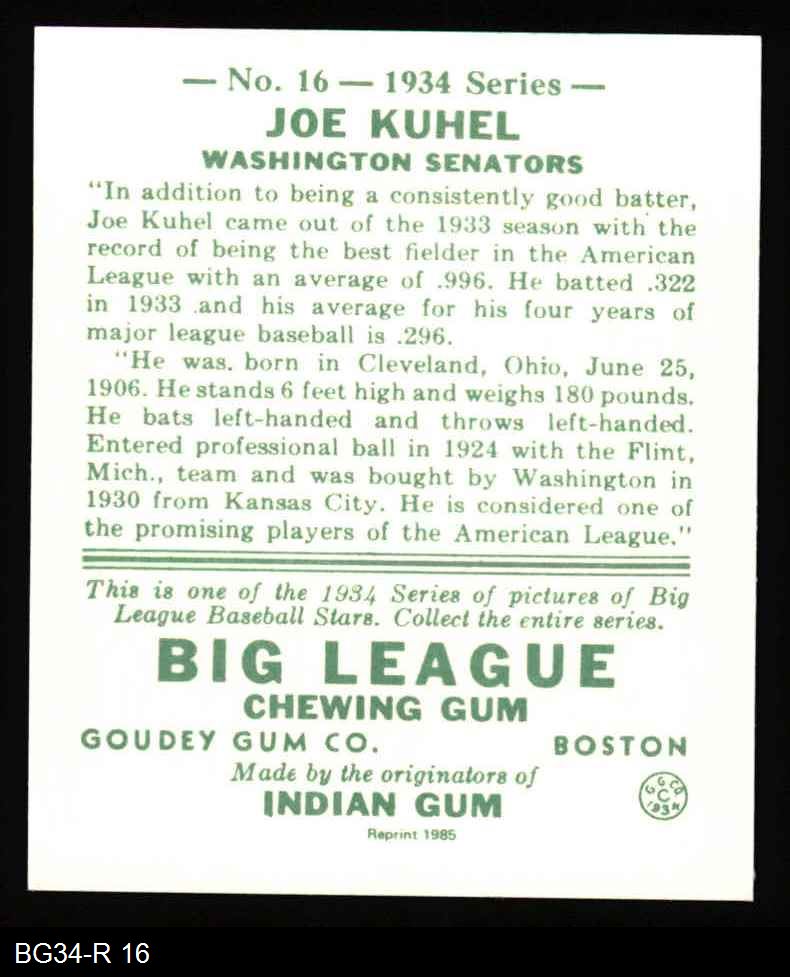 — No. 16 — 1934 Series —
JOE KUHEL
WASHINGTON SENATORS
"In addition to being a consistently good batter,
Joe Kuhel came out of the 1933 season with the
record of being the best fielder in the American
League with an average of .996. He batted .322
in 1933 .and his average for his four years of
major league baseball is .296.
"He was. born in Cleveland, Ohio, June 25,
1906. He stands 6 feet high and weighs 180 pounds.
He bats left-handed and throws left-handed.
Entered professional ball in 1924 with the Flint,
Mich., team and was bought by Washington in
1930 from Kansas City. He is considered one of
the promising players of the American League."
This is one of the 1934 Series of pictures of Big
League Baseball Stars. Collect the entire series.
BIG LEAGUE
CHEWING GUM
GOUDEY GUM CO. BOSTON
Made by the originators of
INDIAN GUM
G G CO.
C
1934
Reprint 1985
BG34-R 16